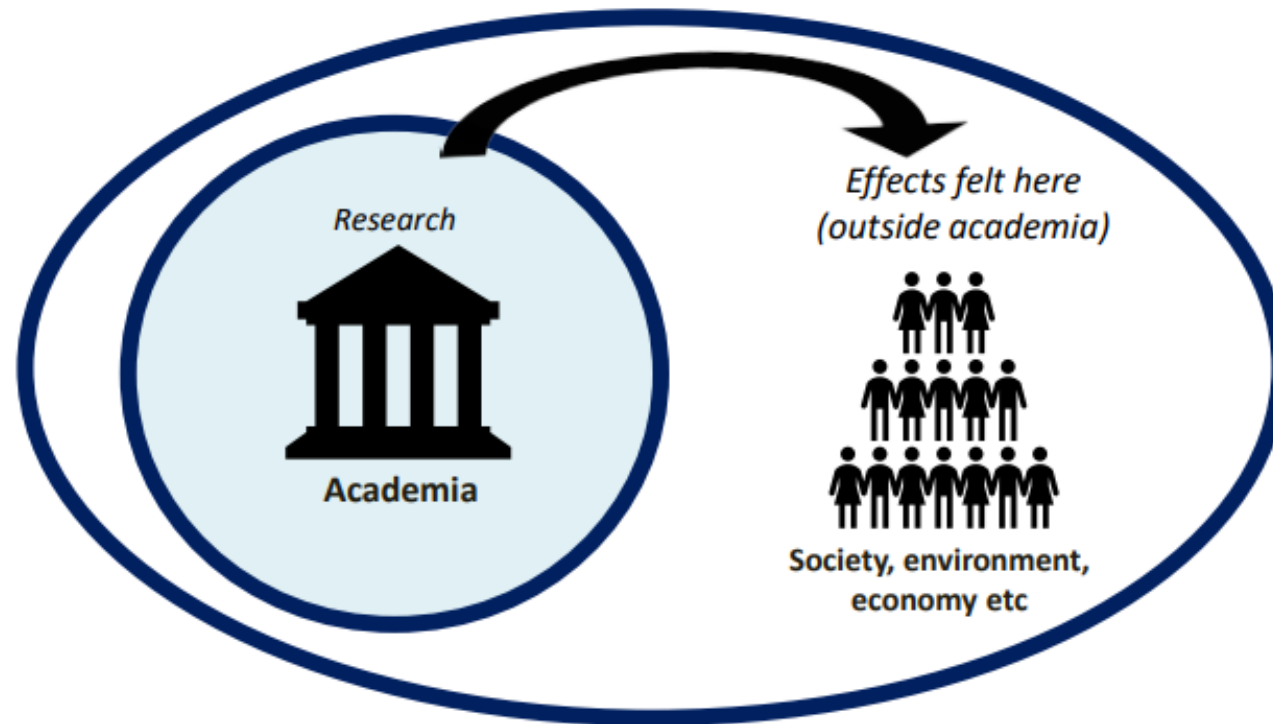 Research
Academia
Effects felt here
(outside academia)
Society, environment,
economy etc